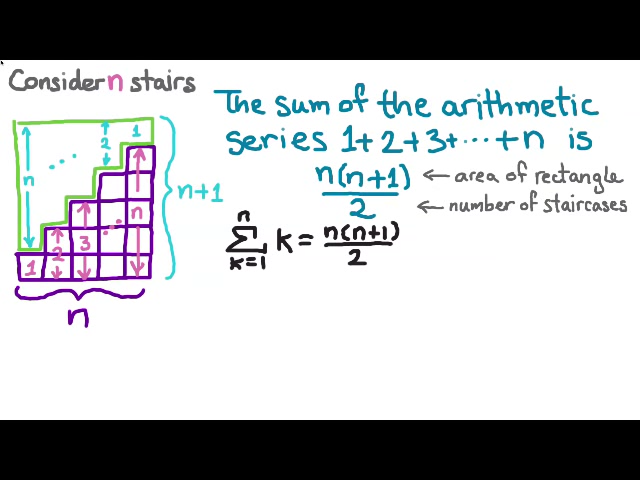 Consider n stairs
The sum of the arithmetic
series 1+2+3+⋯+n is
n(n+1) ← area of rectangle
2 ← number of staircases
n
∑ k = n(n+1)
k=1 2
1
2
n
⋯
n+1
1
2
3
⋯
n
n